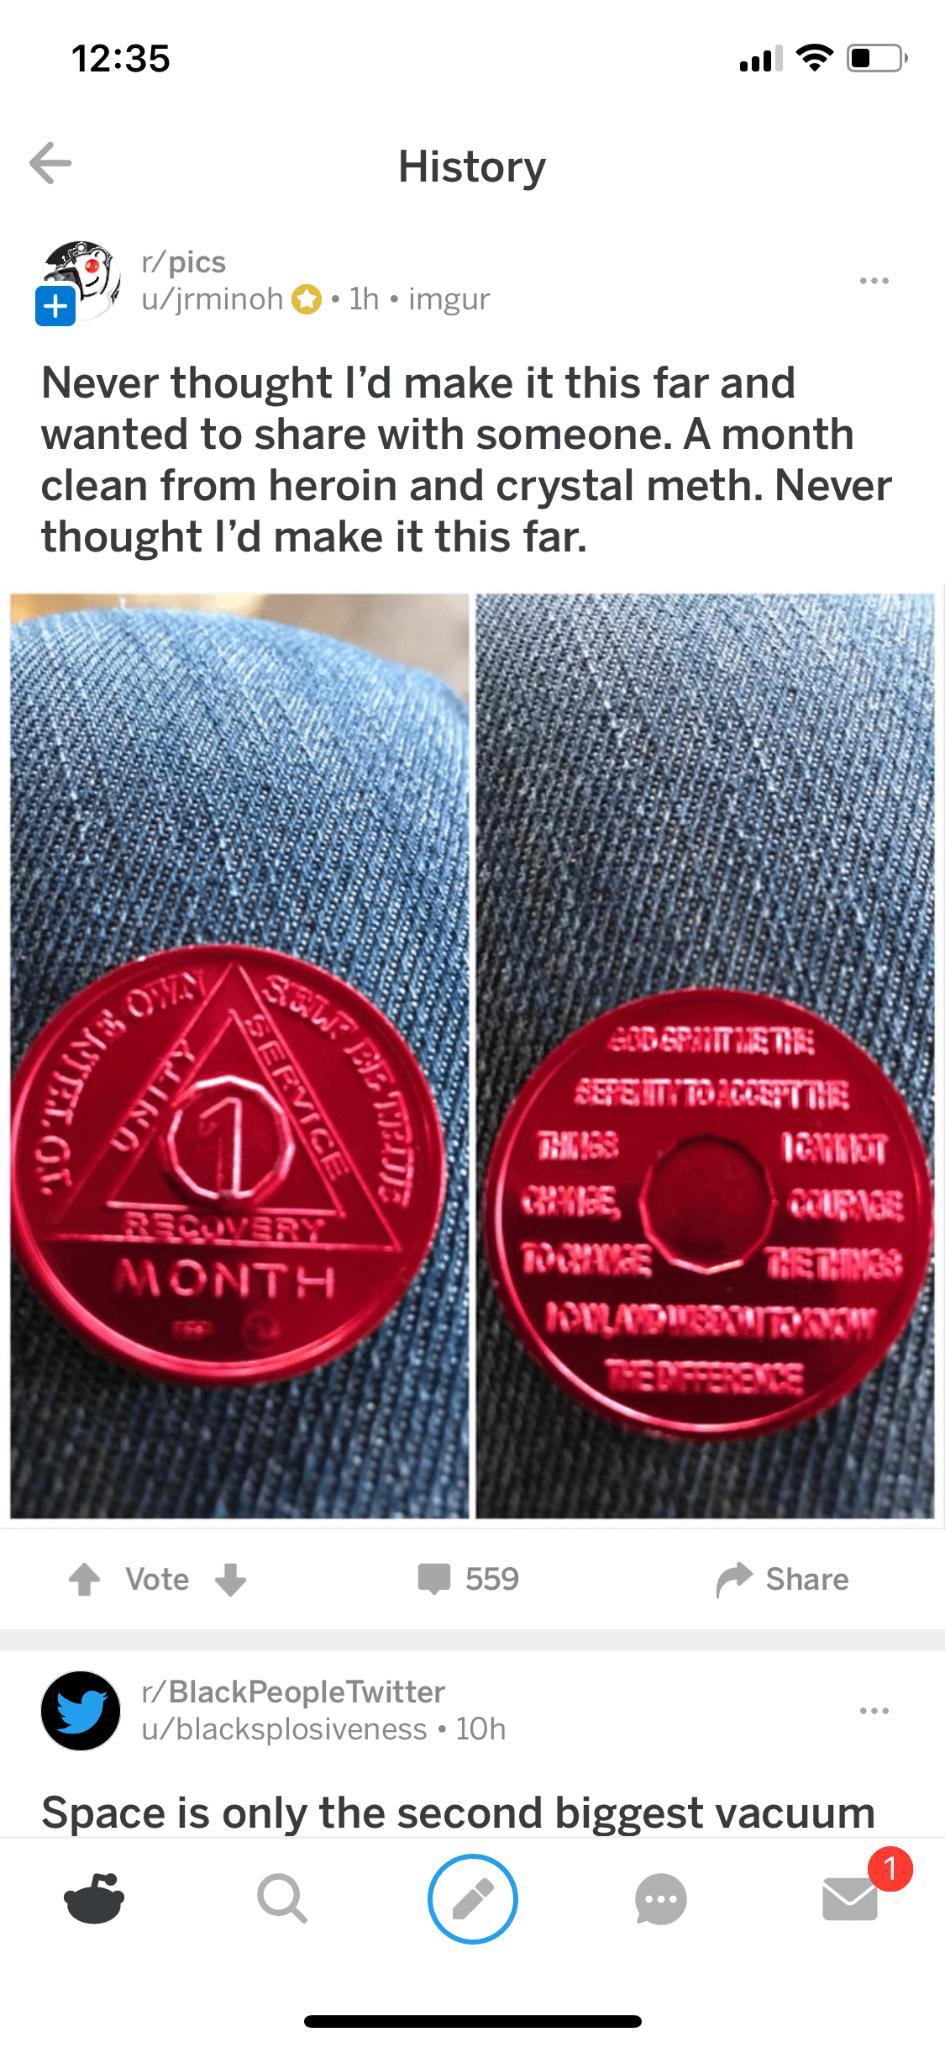 12:35
History
r/pics
u/jrminoh • 1h • imgur
Never thought I’d make it this far and
wanted to share with someone. A month
clean from heroin and crystal meth. Never
thought I’d make it this far.
TO THINE OWN SELF BE TRUE
UNITY
SERVICE
1
RECOVERY
MONTH
GOD GRANT ME THE
SERENITY TO ACCEPT THE
THINGS I CANNOT
CHANGE, COURAGE
TO CHANGE THE THINGS
I CAN, AND WISDOM TO KNOW
THE DIFFERENCE
Vote
559
Share
r/BlackPeopleTwitter
u/blacksplosiveness • 10h
Space is only the second biggest vacuum
1